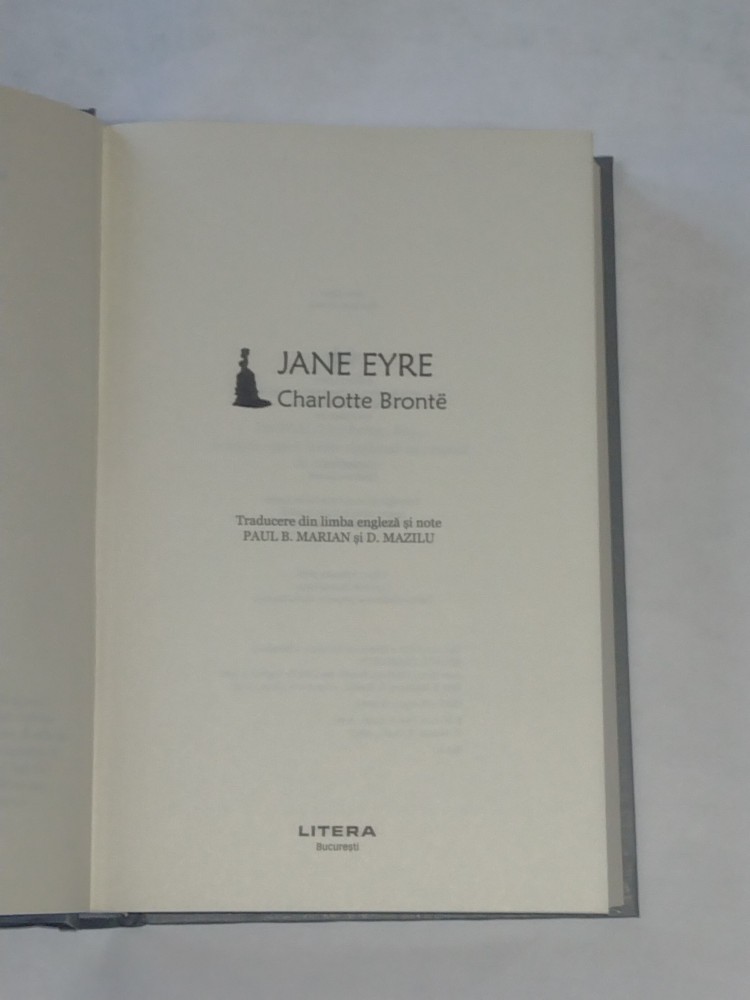 JANE EYRE
Charlotte Brontë
Traducere din limba engleză și note
PAUL B. MARIAN și D. MAZILU
LITERA
București